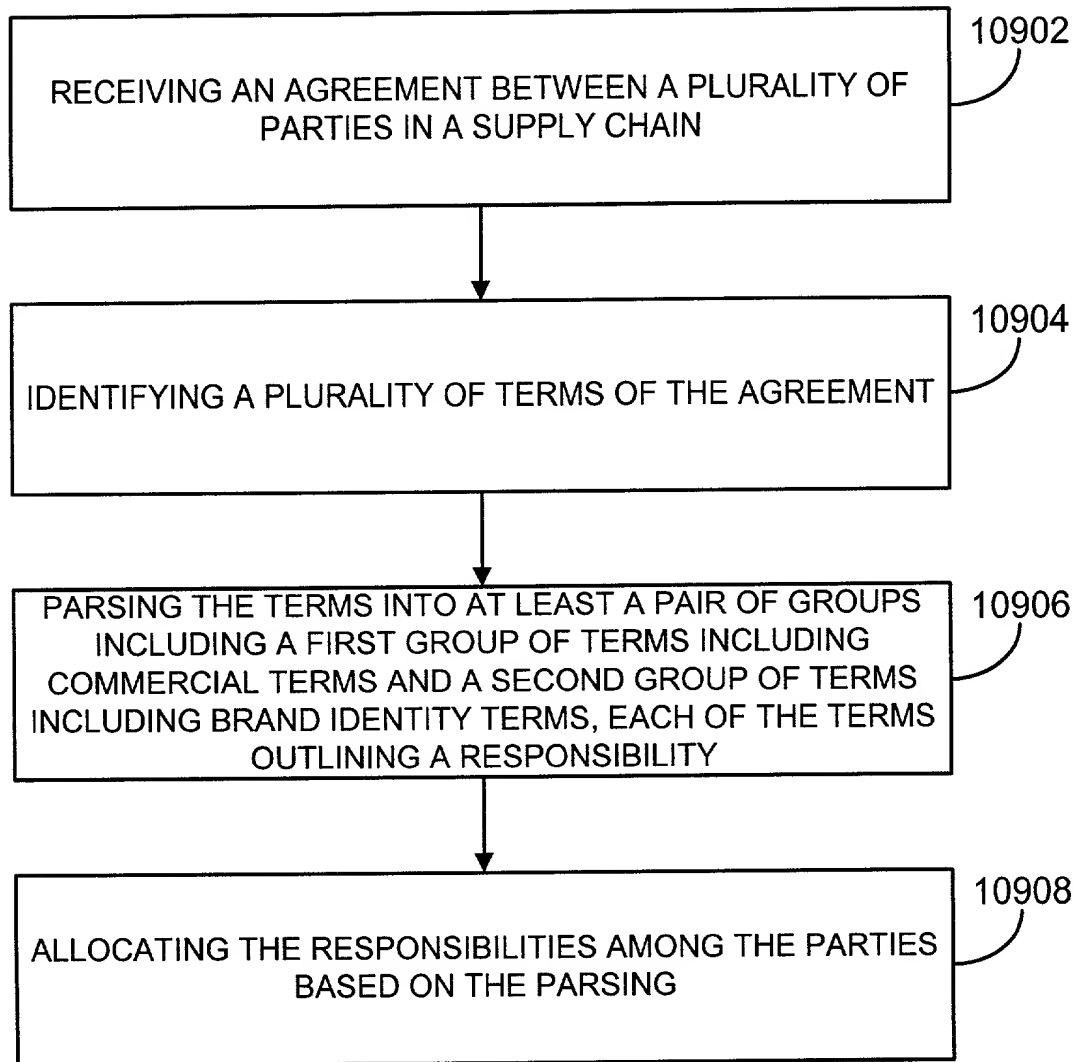 10902
RECEIVING AN AGREEMENT BETWEEN A PLURALITY OF
PARTIES IN A SUPPLY CHAIN
10904
IDENTIFYING A PLURALITY OF TERMS OF THE AGREEMENT
10906
PARSING THE TERMS INTO AT LEAST A PAIR OF GROUPS
INCLUDING A FIRST GROUP OF TERMS INCLUDING
COMMERCIAL TERMS AND A SECOND GROUP OF TERMS
INCLUDING BRAND IDENTITY TERMS, EACH OF THE TERMS
OUTLINING A RESPONSIBILITY
10908
ALLOCATING THE RESPONSIBILITIES AMONG THE PARTIES
BASED ON THE PARSING